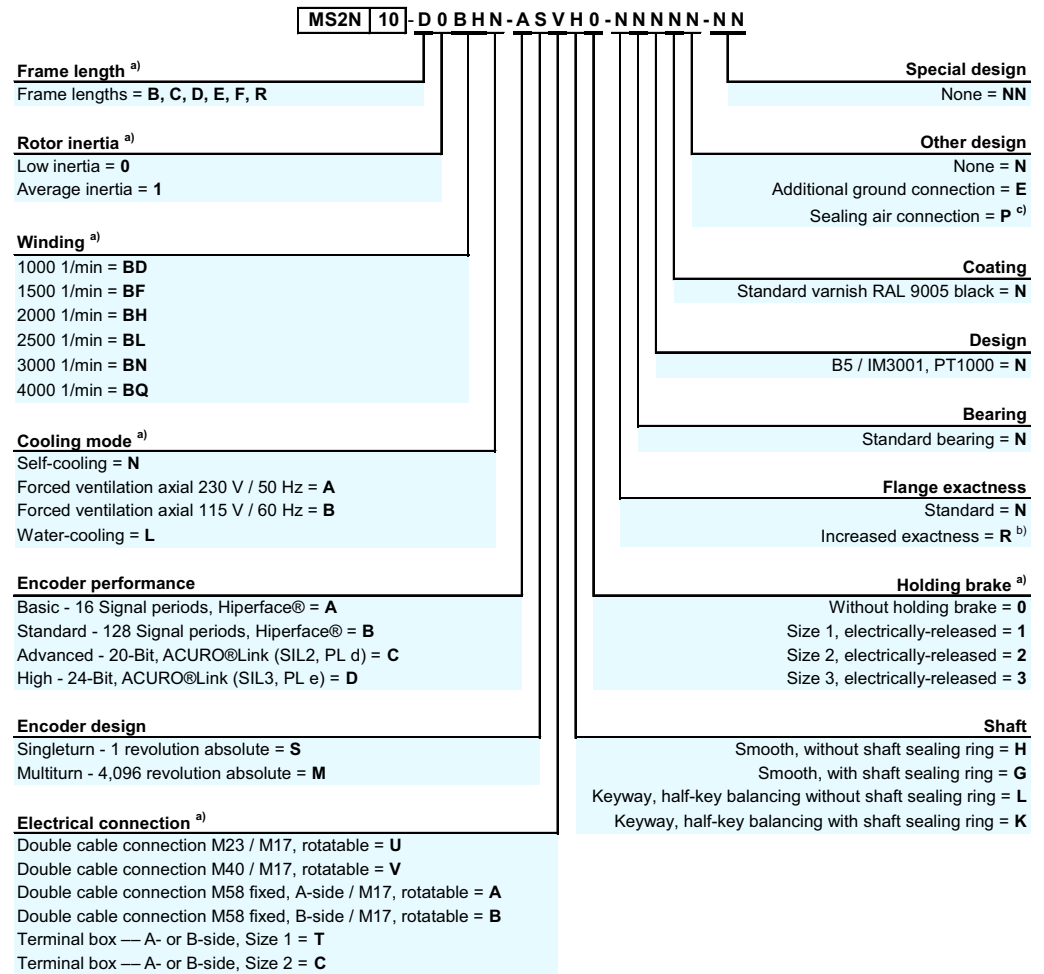 MS2N 10 - D 0 B H N - A S V H 0 - N N N N N - N N
Frame length a)
Frame lengths = B, C, D, E, F, R
Rotor inertia a)
Low inertia = 0
Average inertia = 1
Winding a)
1000 1/min = BD
1500 1/min = BF
2000 1/min = BH
2500 1/min = BL
3000 1/min = BN
4000 1/min = BQ
Cooling mode a)
Self-cooling = N
Forced ventilation axial 230 V / 50 Hz = A
Forced ventilation axial 115 V / 60 Hz = B
Water-cooling = L
Encoder performance
Basic - 16 Signal periods, Hiperface® = A
Standard - 128 Signal periods, Hiperface® = B
Advanced - 20-Bit, ACURO®Link (SIL2, PL d) = C
High - 24-Bit, ACURO®Link (SIL3, PL e) = D
Encoder design
Singleturn - 1 revolution absolute = S
Multiturn - 4,096 revolution absolute = M
Electrical connection a)
Double cable connection M23 / M17, rotatable = U
Double cable connection M40 / M17, rotatable = V
Double cable connection M58 fixed, A-side / M17, rotatable = A
Double cable connection M58 fixed, B-side / M17, rotatable = B
Terminal box — A- or B-side, Size 1 = T
Terminal box — A- or B-side, Size 2 = C
Special design
None = NN
Other design
None = N
Additional ground connection = E
Sealing air connection = P c)
Coating
Standard varnish RAL 9005 black = N
Design
B5 / IM3001, PT1000 = N
Bearing
Standard bearing = N
Flange exactness
Standard = N
Increased exactness = R b)
Holding brake a)
Without holding brake = 0
Size 1, electrically-released = 1
Size 2, electrically-released = 2
Size 3, electrically-released = 3
Shaft
Smooth, without shaft sealing ring = H
Smooth, with shaft sealing ring = G
Keyway, half-key balancing without shaft sealing ring = L
Keyway, half-key balancing with shaft sealing ring = K